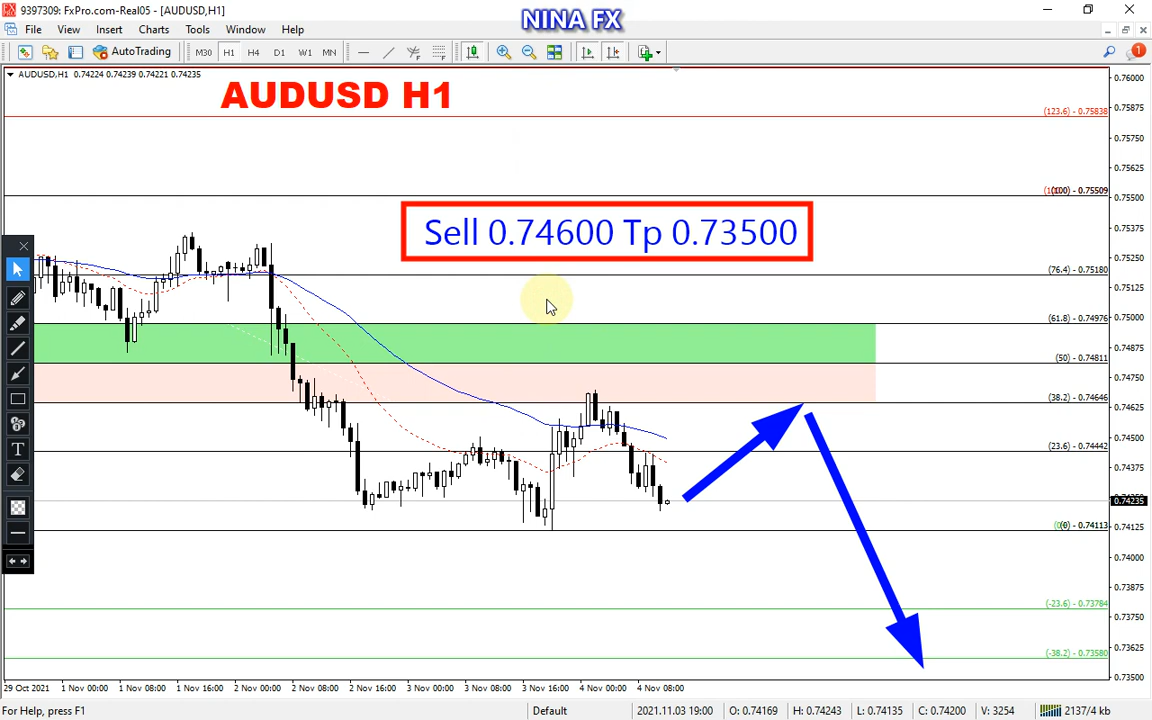 9397309: FxPro.com-Real05 - [AUDUSD,H1]
NINA FX
File View Insert Charts Tools Window Help
AutoTrading M30 H1 H4 D1 W1 MN
1
AUDUSD,H1 0.74224 0.74239 0.74221 0.74235
AUDUSD H1
Sell 0.74600 Tp 0.73500
0.76000
0.75875
(123.6) - 0.75838
0.75750
0.75625
(100) - 0.75509
0.75500
0.75375
(76.4) - 0.75180
0.75250
0.75125
(61.8) - 0.74976
0.75000
0.74875
(50) - 0.74811
0.74750
(38.2) - 0.74646
0.74625
0.74500
(23.6) - 0.74442
0.74375
0.74235
(0) - 0.74113
0.74125
0.74000
0.73875
(-23.6) - 0.73784
0.73750
(-38.2) - 0.73580
0.73625
0.73500
T
29 Oct 2021 1 Nov 00:00 1 Nov 08:00 1 Nov 16:00 2 Nov 00:00 2 Nov 08:00 2 Nov 16:00 3 Nov 00:00 3 Nov 08:00 3 Nov 16:00 4 Nov 00:00 4 Nov 08:00
For Help, press F1 Default 2021.11.03 19:00 O: 0.74169 H: 0.74243 L: 0.74135 C: 0.74200 V: 3254 2137/4 kb